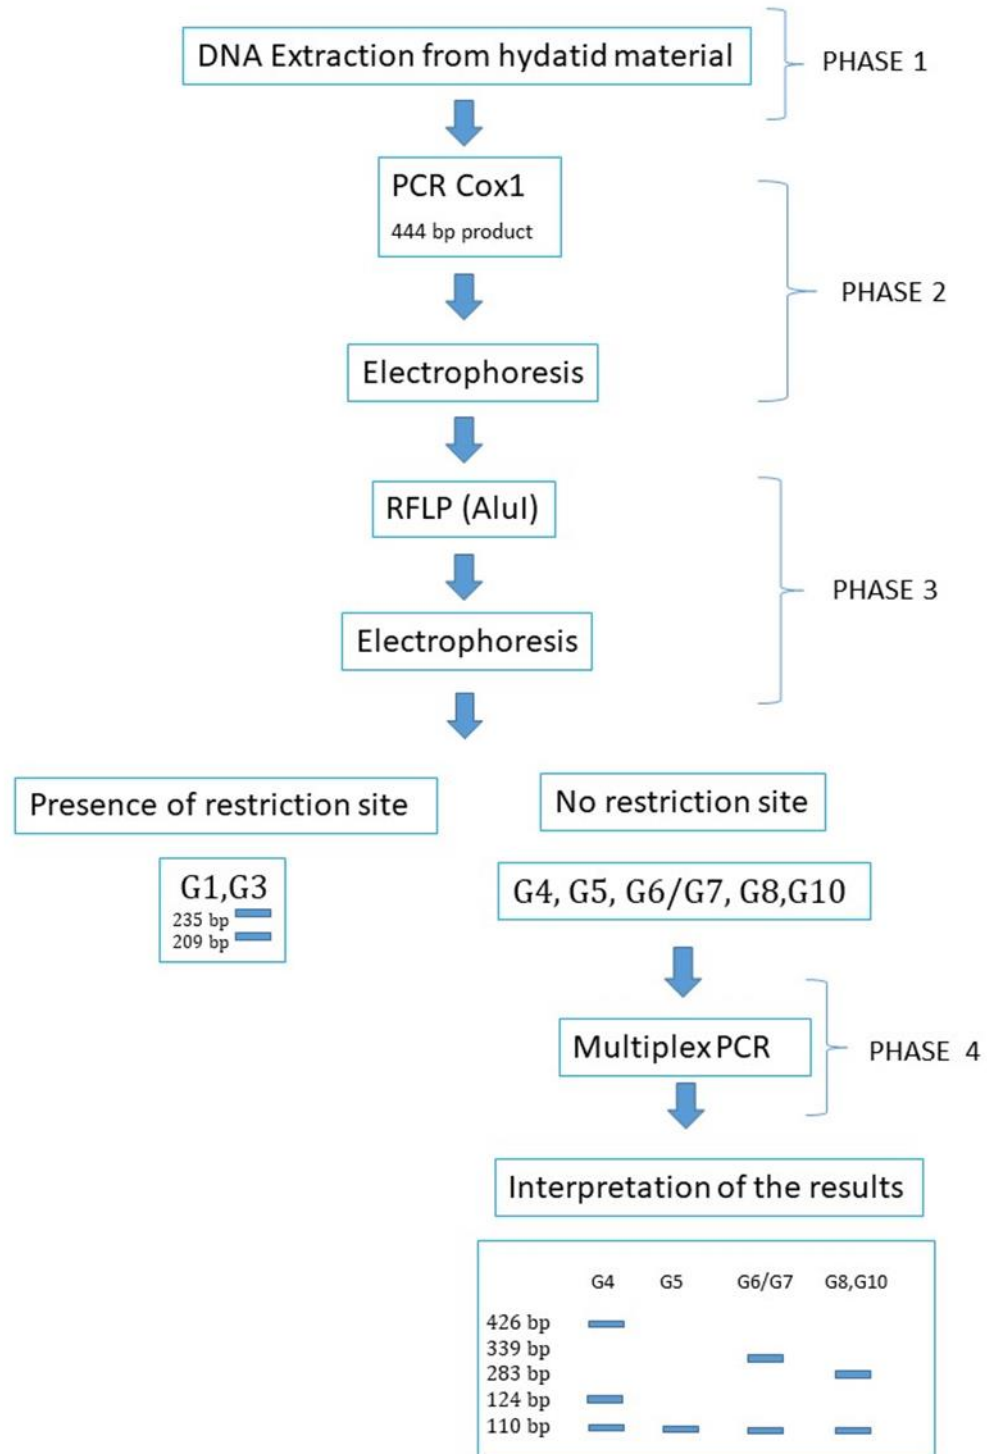 DNA Extraction from hydatid material
PHASE 1
PCR Cox1
444 bp product
PHASE 2
Electrophoresis
RFLP (AluI)
PHASE 3
Electrophoresis
Presence of restriction site
No restriction site
G1,G3
235 bp
209 bp
G4, G5, G6/G7, G8,G10
Multiplex PCR
PHASE 4
Interpretation of the results
G4 G5 G6/G7 G8,G10
426 bp
339 bp
283 bp
124 bp
110 bp